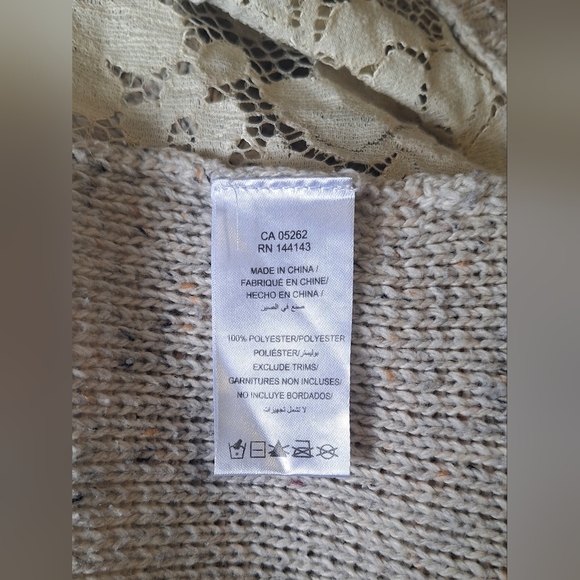 CA 05262
RN 144143
MADE IN CHINA /
FABRIQUÉ EN CHINE/
HECHO EN CHINA /
صنع في الصين
100% POLYESTER/POLYESTER
POLIÉSTER/بوليستر
EXCLUDE TRIMS/
GARNITURES NON INCLUSES/
NO INCLUYE BORDADOS/
لا تشمل تجهيزات